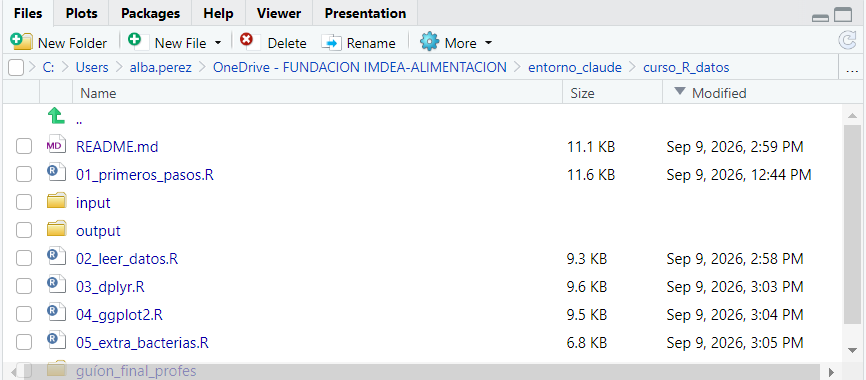 Files Plots Packages Help Viewer Presentation
New Folder New File Delete Rename More
C: Users alba.perez OneDrive - FUNDACION IMDEA-ALIMENTACION entorno_claude curso_R_datos ...
Name Size Modified
..
MD README.md 11.1 KB Sep 9, 2026, 2:59 PM
R 01_primeros_pasos.R 11.6 KB Sep 9, 2026, 12:44 PM
input
output
R 02_leer_datos.R 9.3 KB Sep 9, 2026, 2:58 PM
R 03_dplyr.R 9.6 KB Sep 9, 2026, 3:03 PM
R 04_ggplot2.R 9.5 KB Sep 9, 2026, 3:04 PM
R 05_extra_bacterias.R 6.8 KB Sep 9, 2026, 3:05 PM
guíon_final_profes